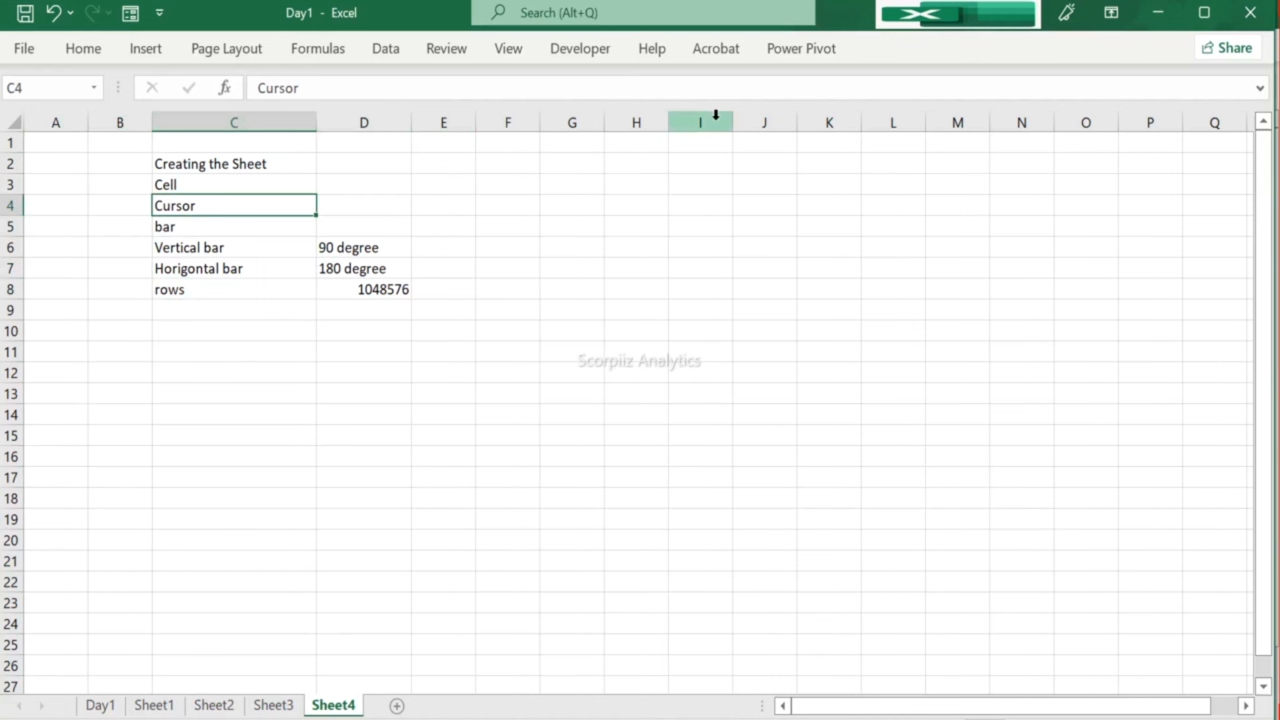 Day1 - Excel
Search (Alt+Q)
File Home Insert Page Layout Formulas Data Review View Developer Help Acrobat Power Pivot Share
C4 fx Cursor
A B C D E F G H I J K L M N O P Q
1
2 Creating the Sheet
3 Cell
4 Cursor
5 bar
6 Vertical bar 90 degree
7 Horigontal bar 180 degree
8 rows 1048576
9
10
11
Scorpiiz Analytics
12
13
14
15
16
17
18
19
20
21
22
23
24
25
26
27
Day1 Sheet1 Sheet2 Sheet3 Sheet4